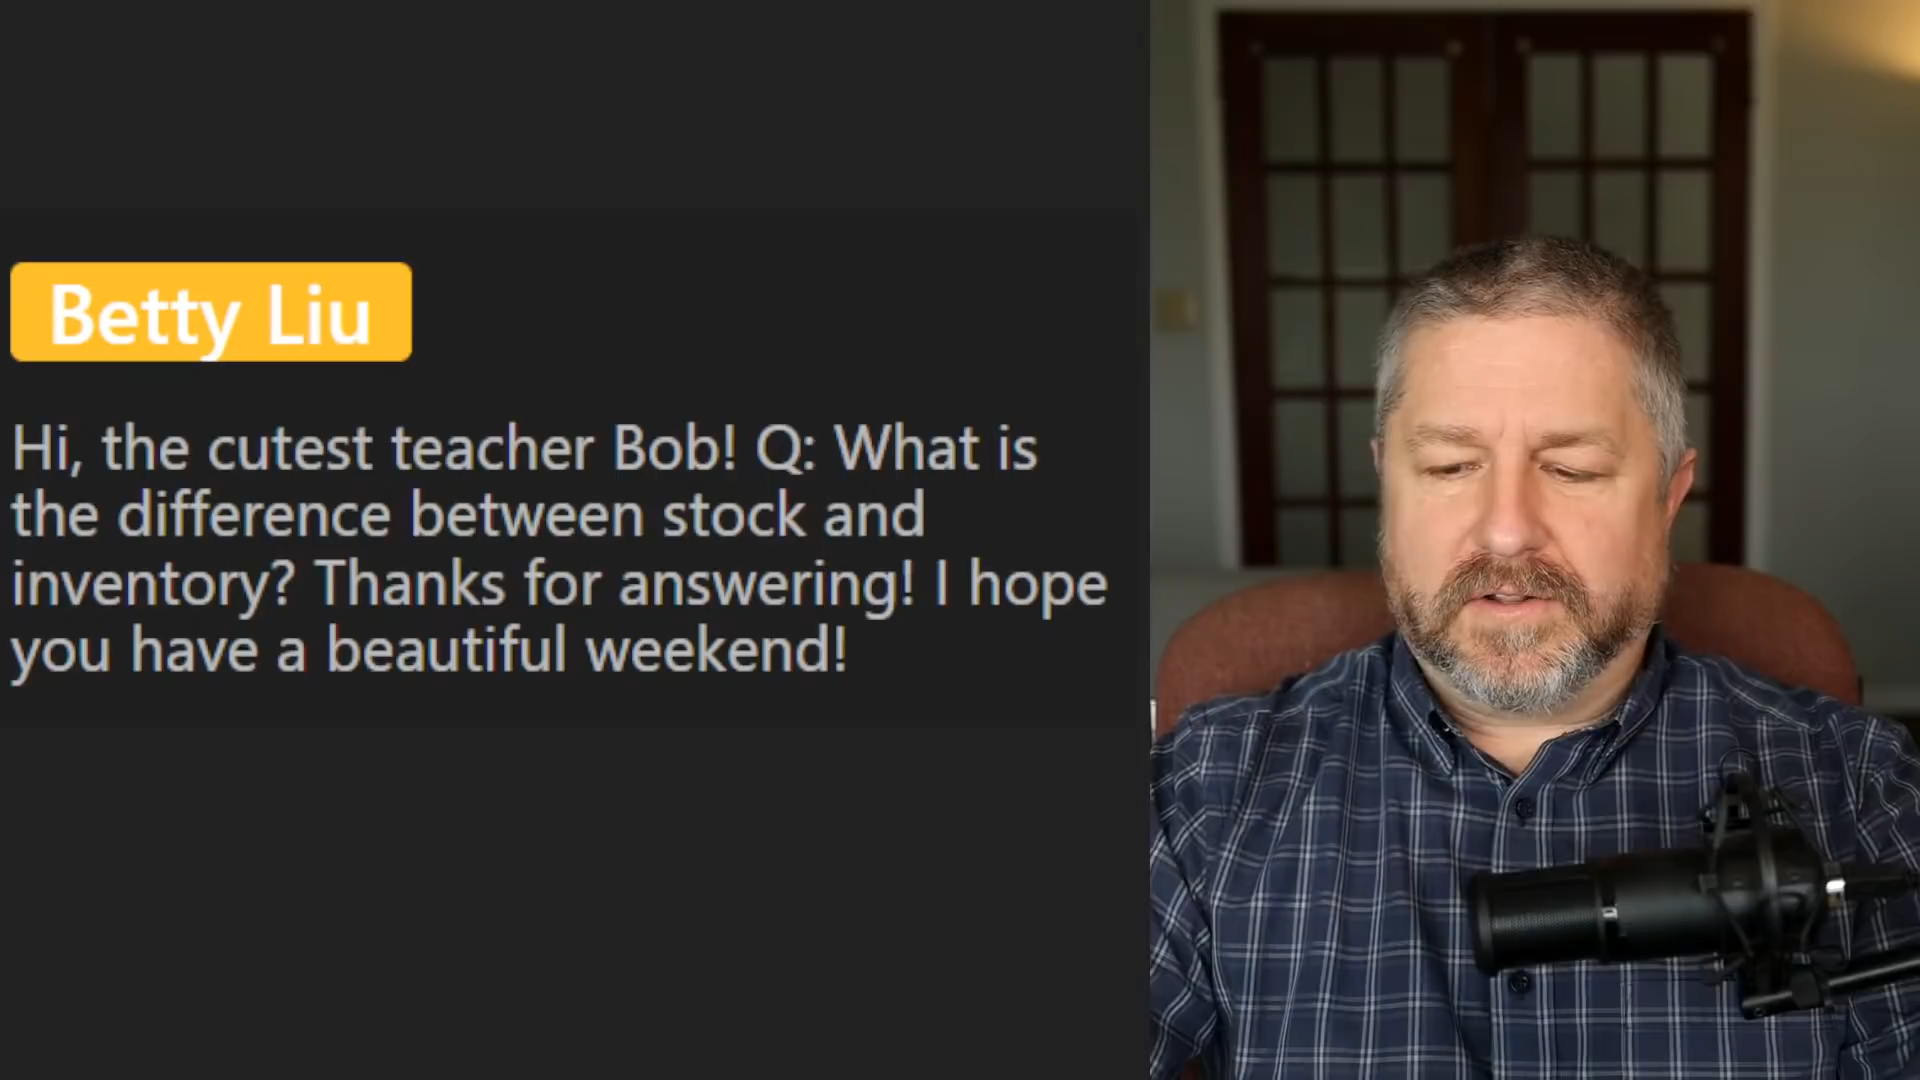 Betty Liu
Hi, the cutest teacher Bob! Q: What is
the difference between stock and
inventory? Thanks for answering! I hope
you have a beautiful weekend!